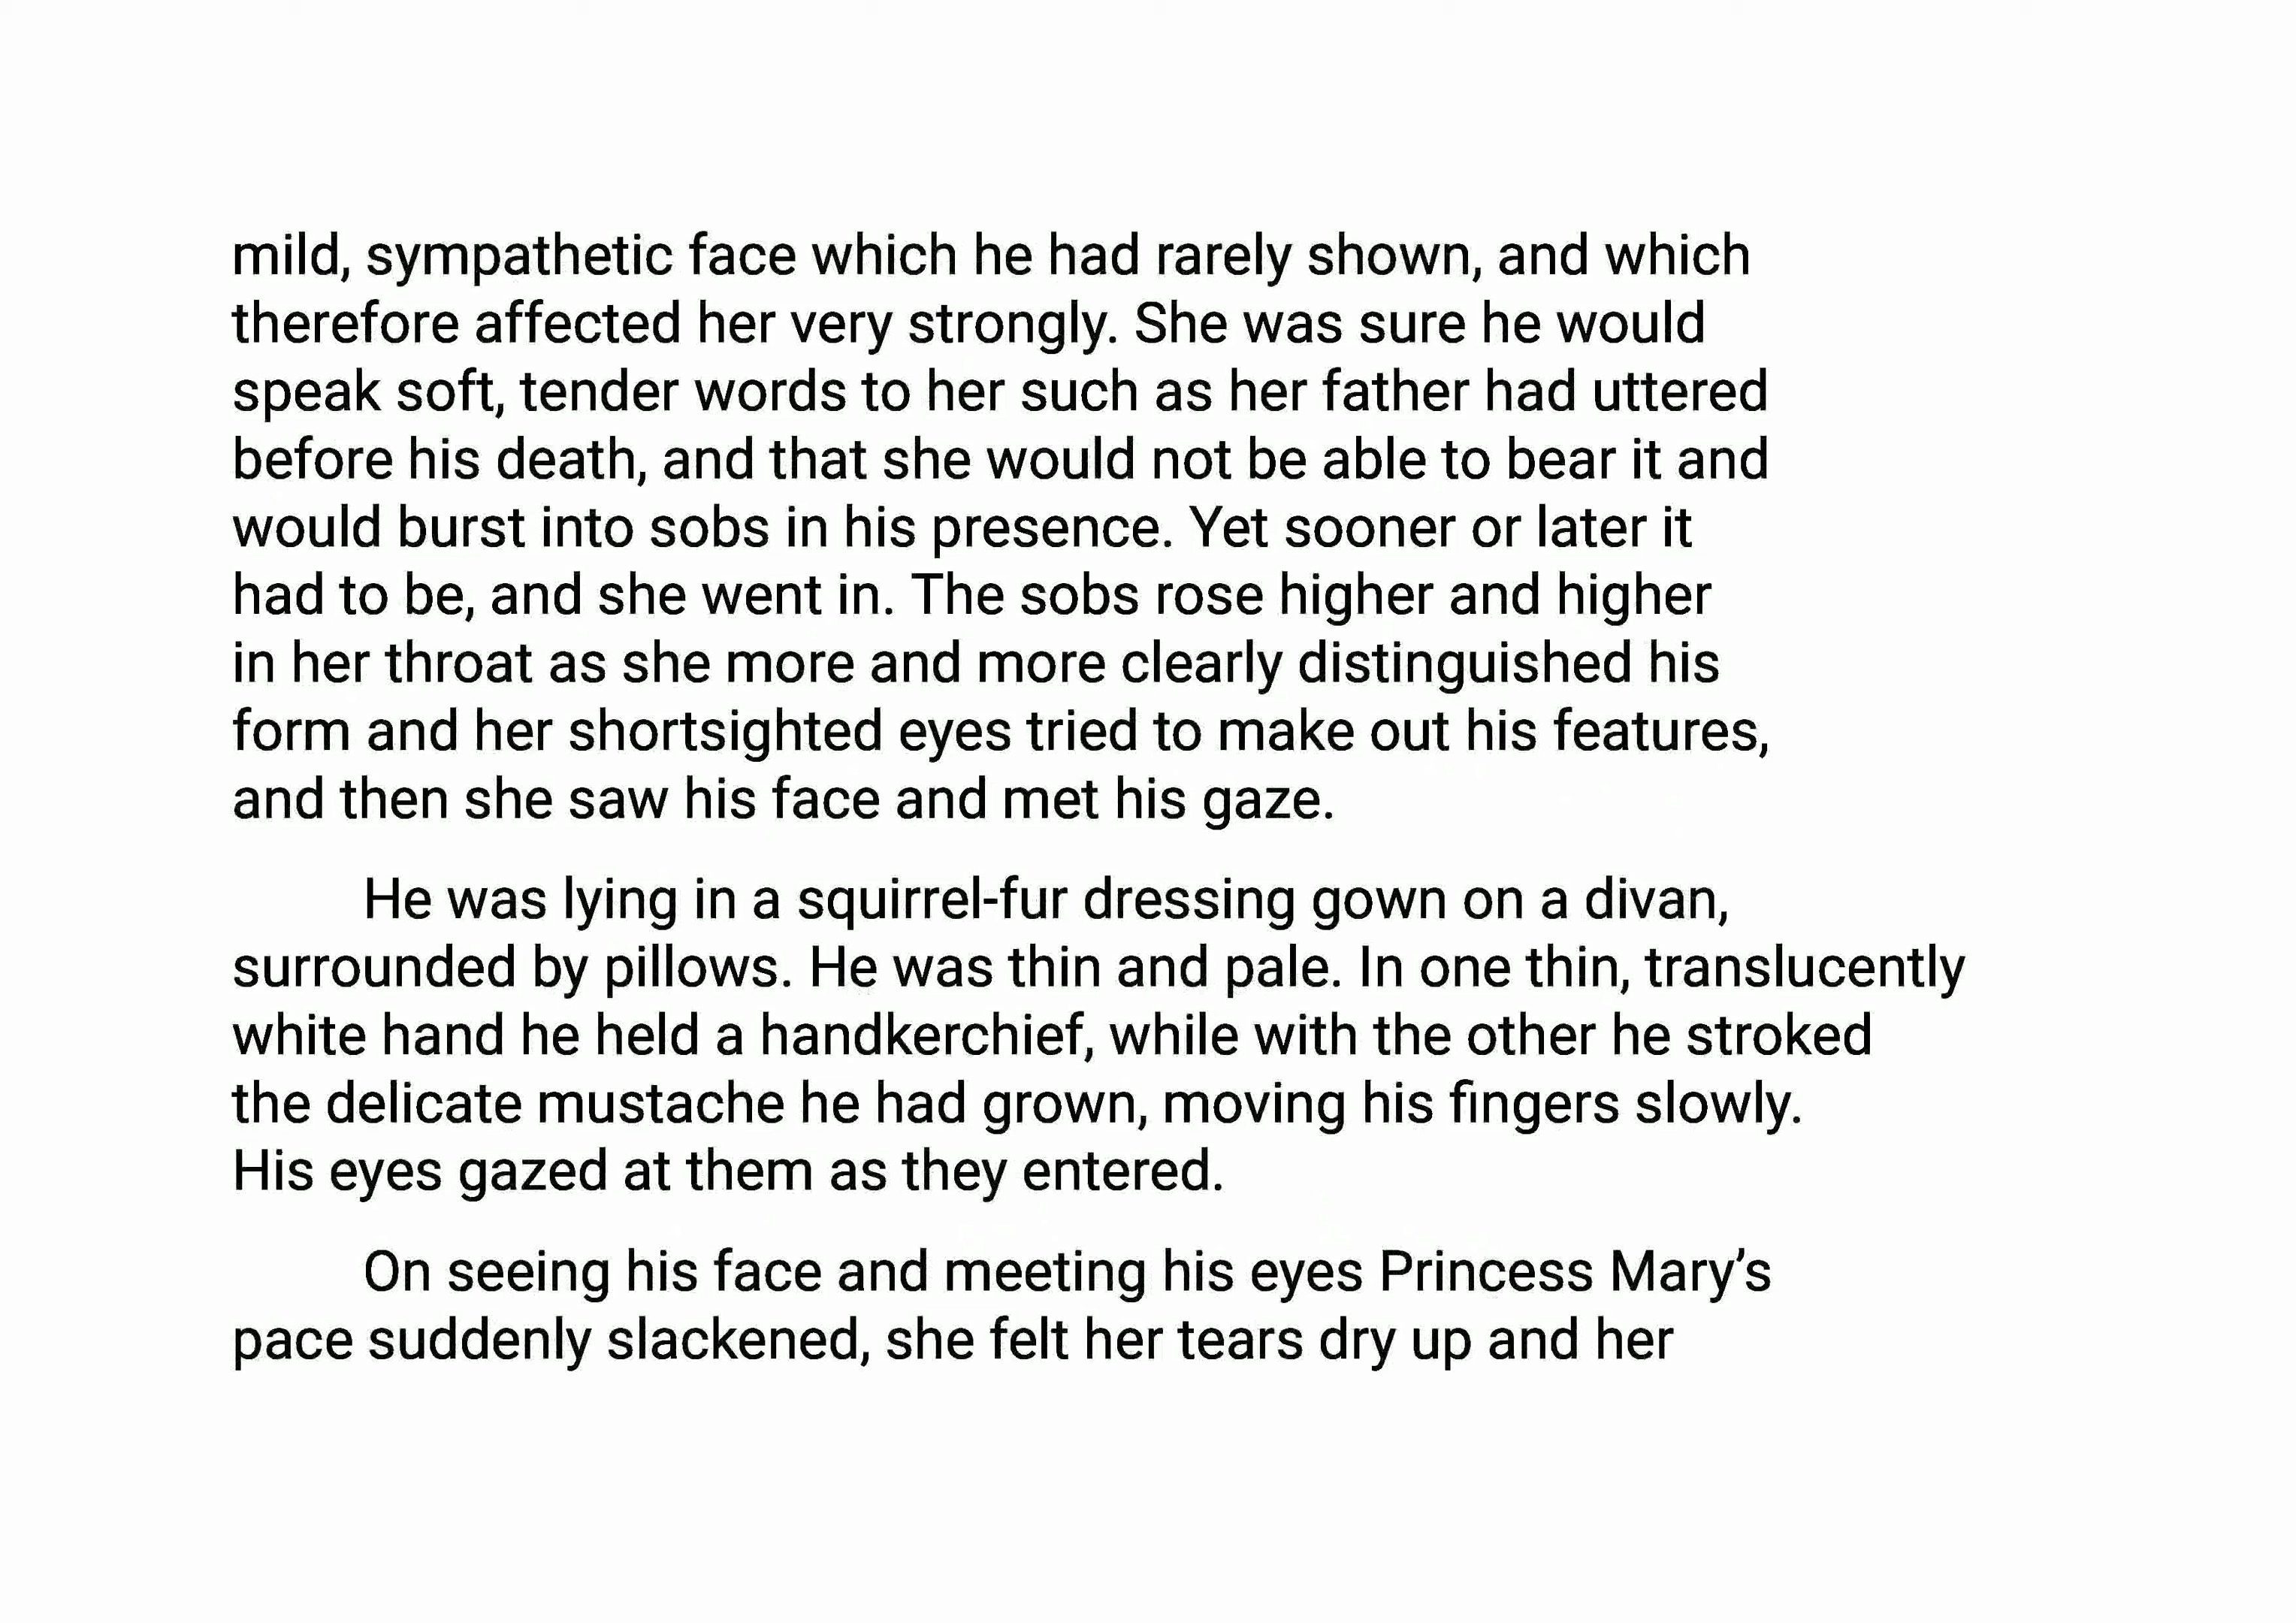 mild, sympathetic face which he had rarely shown, and which
therefore affected her very strongly. She was sure he would
speak soft, tender words to her such as her father had uttered
before his death, and that she would not be able to bear it and
would burst into sobs in his presence. Yet sooner or later it
had to be, and she went in. The sobs rose higher and higher
in her throat as she more and more clearly distinguished his
form and her shortsighted eyes tried to make out his features,
and then she saw his face and met his gaze.
He was lying in a squirrel-fur dressing gown on a divan,
surrounded by pillows. He was thin and pale. In one thin, translucently
white hand he held a handkerchief, while with the other he stroked
the delicate mustache he had grown, moving his fingers slowly.
His eyes gazed at them as they entered.
On seeing his face and meeting his eyes Princess Mary’s
pace suddenly slackened, she felt her tears dry up and her